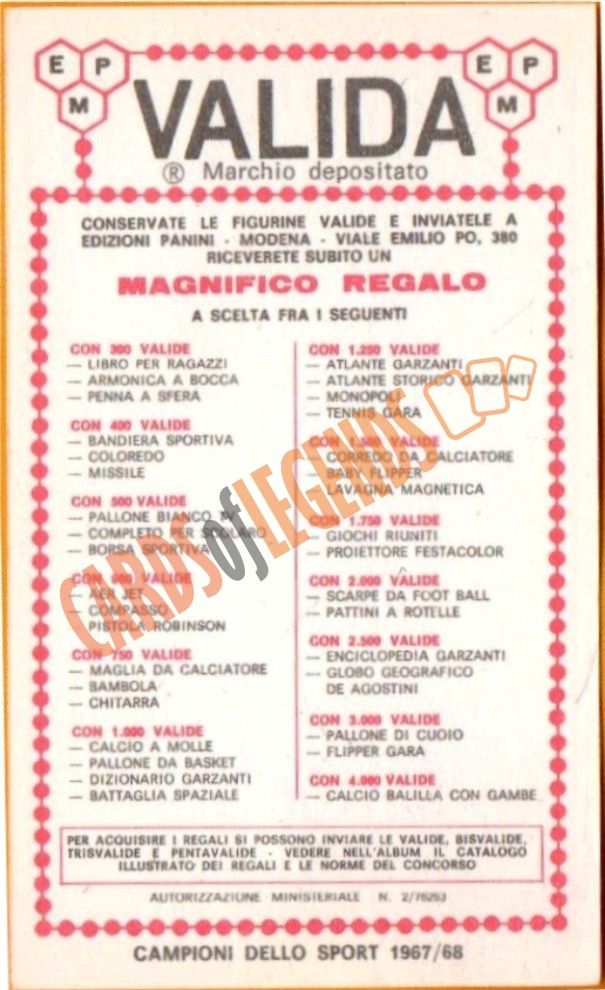 E P M
E P M
VALIDA
® Marchio depositato
CONSERVATE LE FIGURINE VALIDE E INVIATELE A
EDIZIONI PANINI - MODENA - VIALE EMILIO PO, 380
RICEVERETE SUBITO UN
MAGNIFICO REGALO
A SCELTA FRA I SEGUENTI
CON 300 VALIDE
— LIBRO PER RAGAZZI
— ARMONICA A BOCCA
— PENNA A SFERA
CON 400 VALIDE
— BANDIERA SPORTIVA
— COLOREDO
— MISSILE
CON 500 VALIDE
— PALLONE BIANCO TV
— COMPLETO PER SCOLARO
— BORSA SPORTIVA
CON 600 VALIDE
— AER JET
— COMPASSO
— PISTOLA ROBINSON
CON 750 VALIDE
— MAGLIA DA CALCIATORE
— BAMBOLA
— CHITARRA
CON 1.000 VALIDE
— CALCIO A MOLLE
— PALLONE DA BASKET
— DIZIONARIO GARZANTI
— BATTAGLIA SPAZIALE
CON 1.250 VALIDE
— ATLANTE GARZANTI
— ATLANTE STORICO GARZANTI
— MONOPOLI
— TENNIS GARA
CON 1.500 VALIDE
— CORREDO DA CALCIATORE
— BABY FLIPPER
— LAVAGNA MAGNETICA
CON 1.750 VALIDE
— GIOCHI RIUNITI
— PROIETTORE FESTACOLOR
CON 2.000 VALIDE
— SCARPE DA FOOT BALL
— PATTINI A ROTELLE
CON 2.500 VALIDE
— ENCICLOPEDIA GARZANTI
— GLOBO GEOGRAFICO
DE AGOSTINI
CON 3.000 VALIDE
— PALLONE DI CUOIO
— FLIPPER GARA
CON 4.000 VALIDE
— CALCIO BALILLA CON GAMBE
CARDSofLEGENDS
PER ACQUISIRE I REGALI SI POSSONO INVIARE LE VALIDE, BISVALIDE,
TRISVALIDE E PENTAVALIDE - VEDERE NELL'ALBUM IL CATALOGO
ILLUSTRATO DEI REGALI E LE NORME DEL CONCORSO
AUTORIZZAZIONE MINISTERIALE N. 2/76263
CAMPIONI DELLO SPORT 1967/68